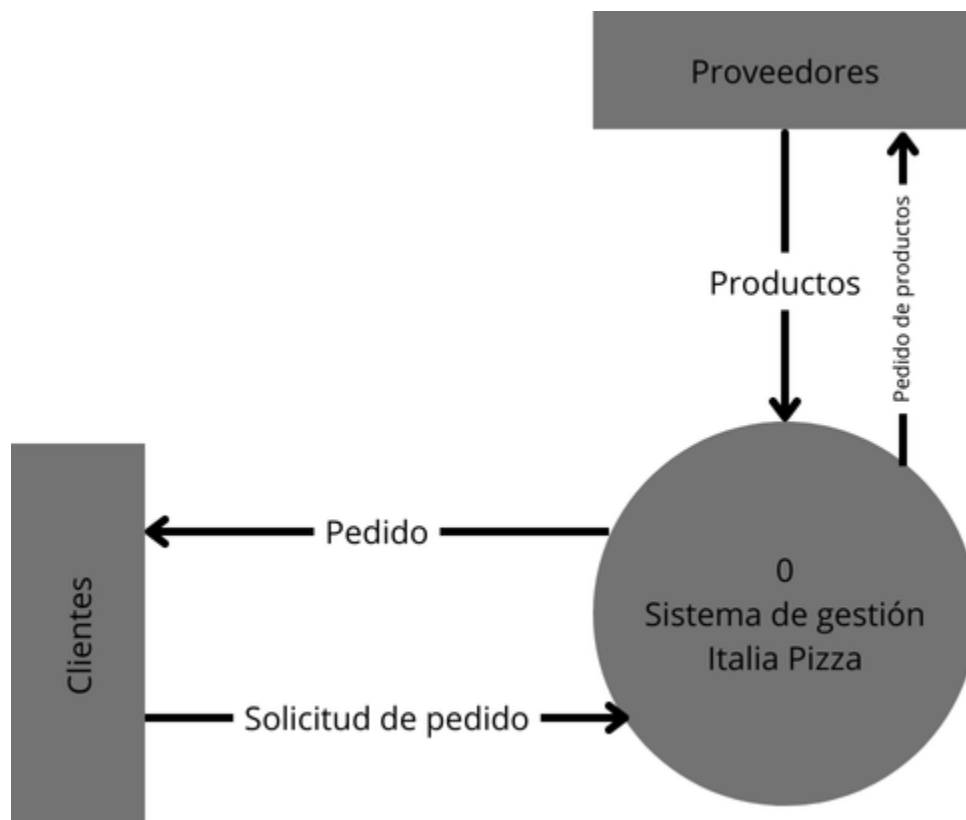 Proveedores
Productos
Pedido de productos
Pedido
0
Sistema de gestión
Italia Pizza
Clientes
Solicitud de pedido